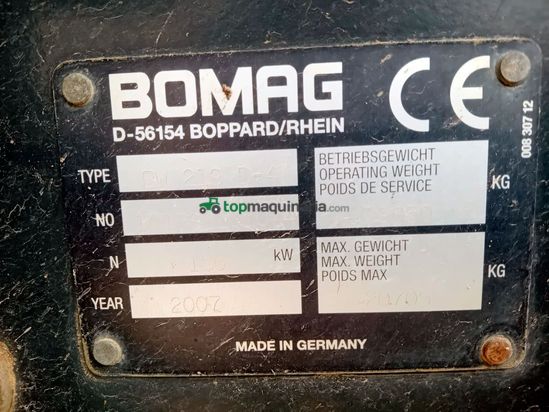 BOMAG CE
D-56154 BOPPARD/RHEIN
008 307 12
TYPE
BETRIEBSGEWICHT
OPERATING WEIGHT KG
POIDS DE SERVICE
NO
topmaquinaria.com
N kW
MAX. GEWICHT
MAX. WEIGHT KG
POIDS MAX
YEAR 2007
MADE IN GERMANY